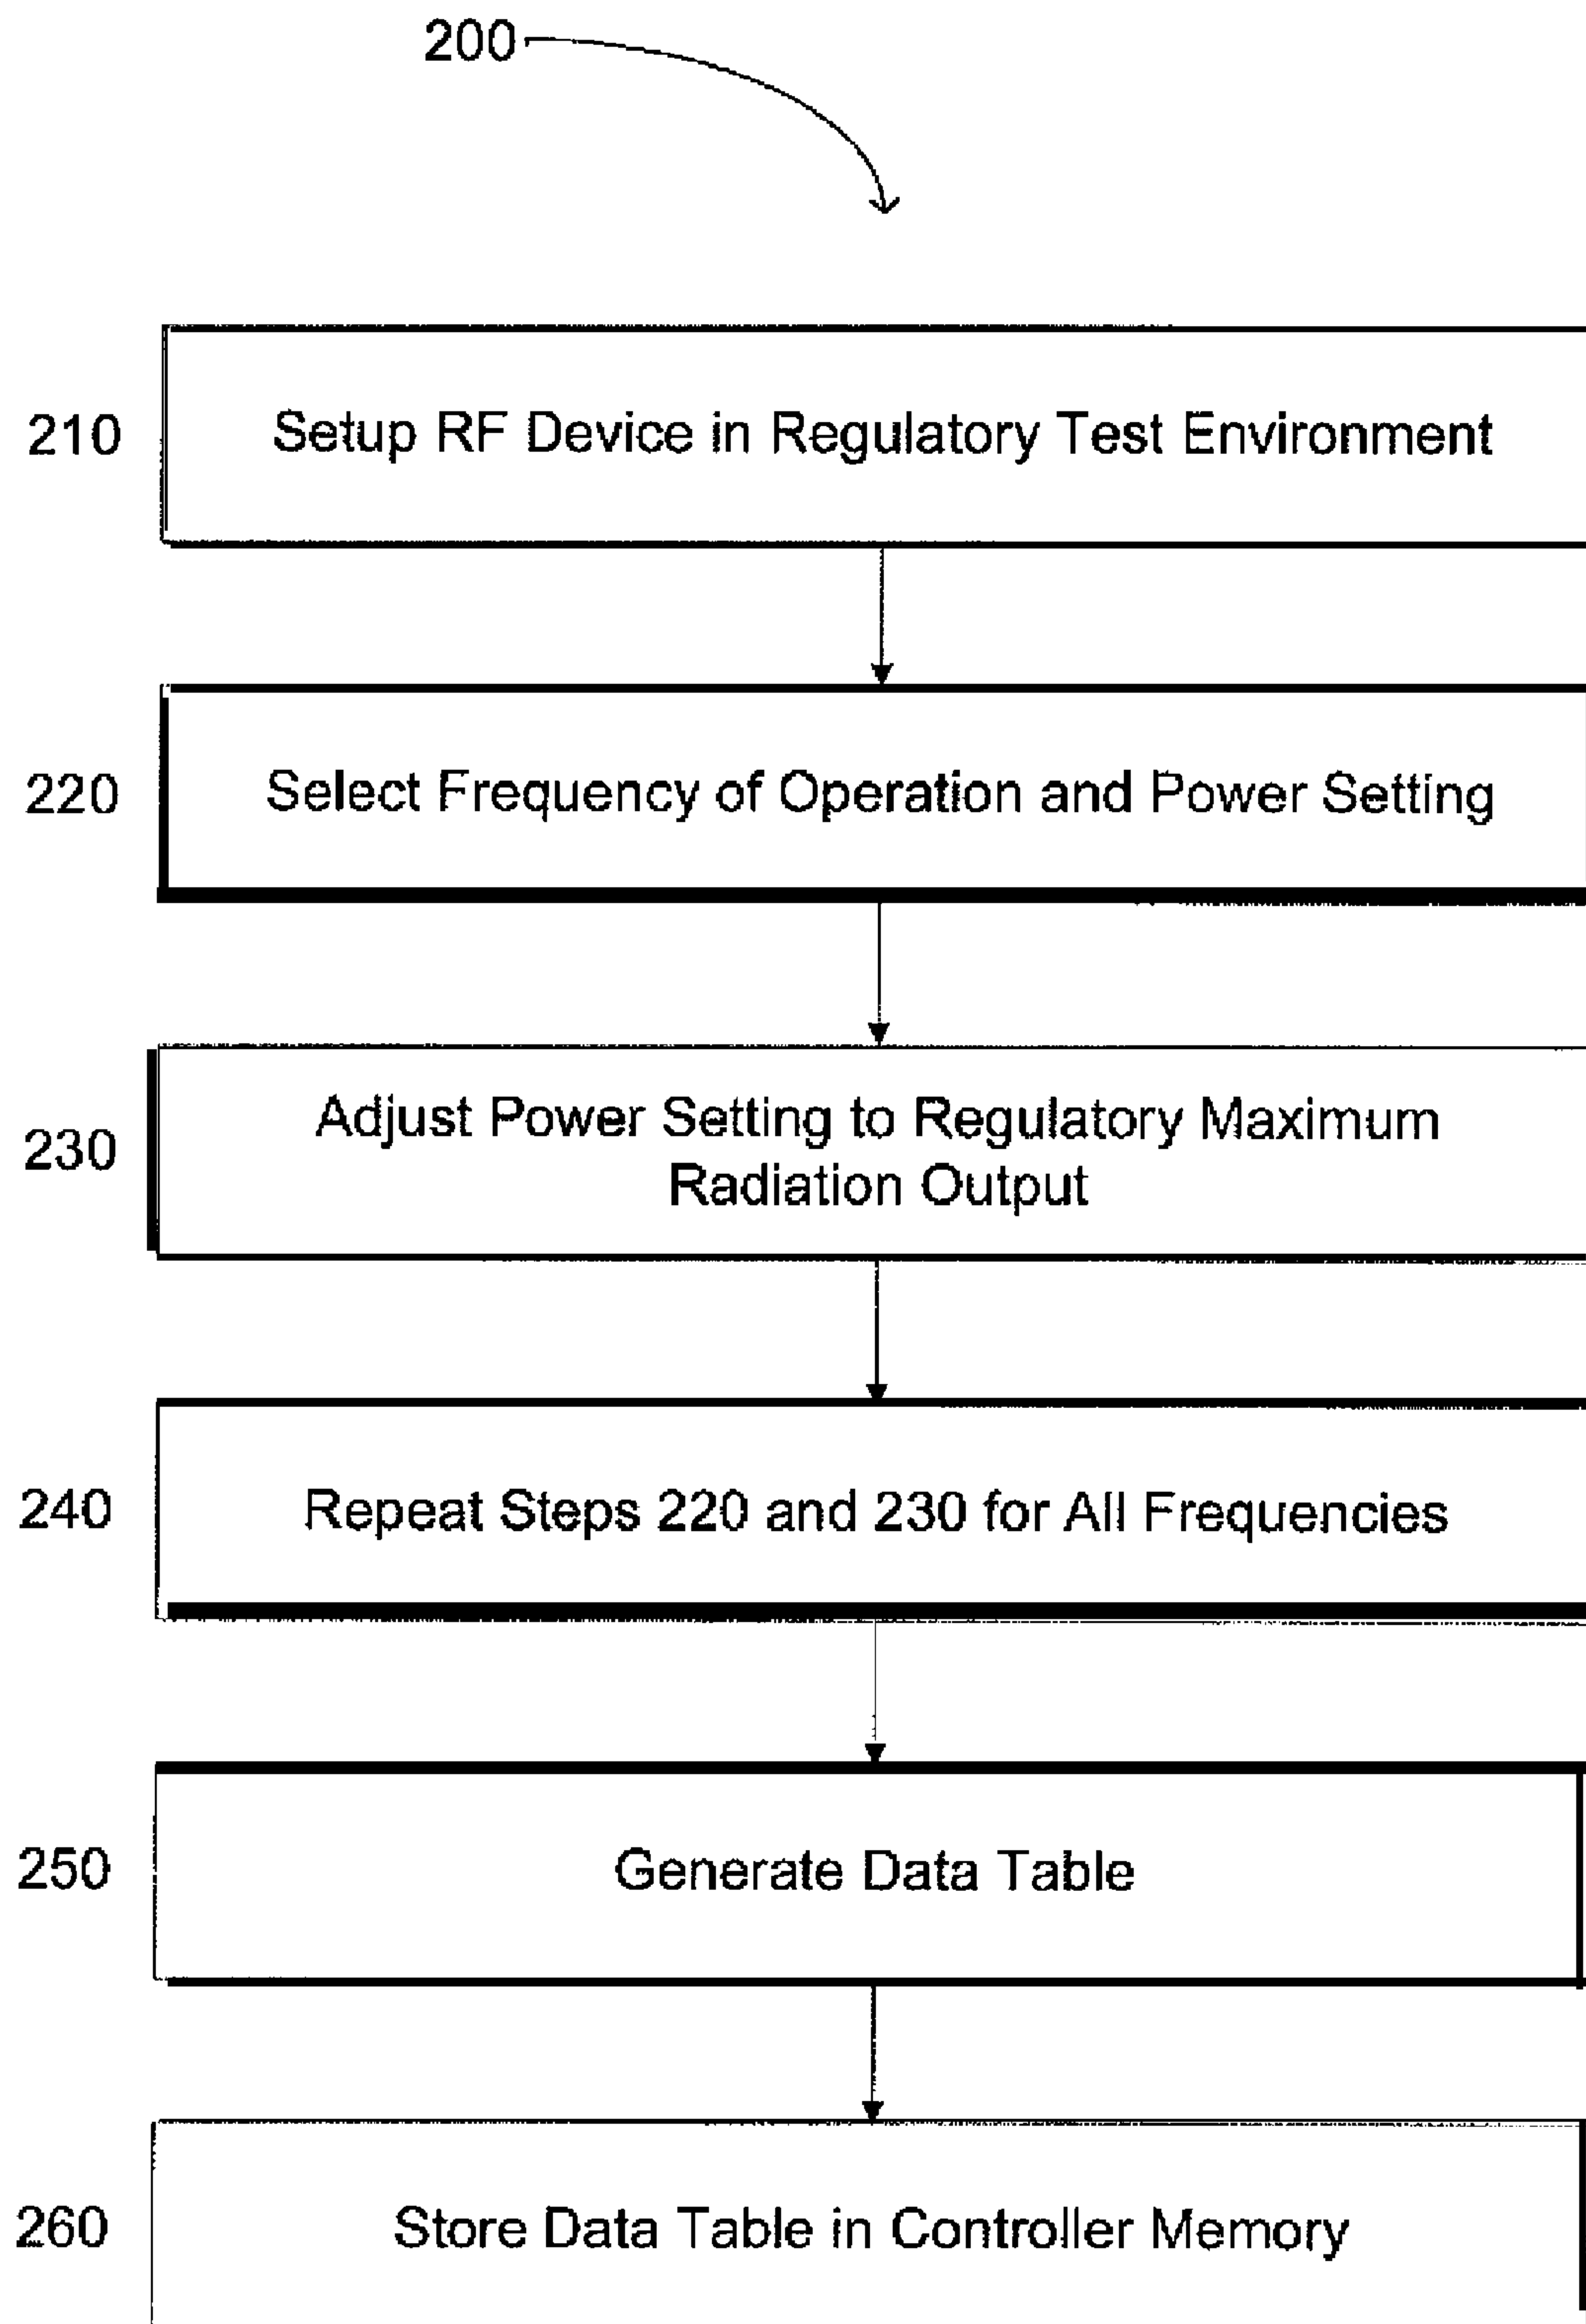 200
210 Setup RF Device in Regulatory Test Environment
220 Select Frequency of Operation and Power Setting
230 Adjust Power Setting to Regulatory Maximum
Radiation Output
240 Repeat Steps 220 and 230 for All Frequencies
250 Generate Data Table
260 Store Data Table in Controller Memory